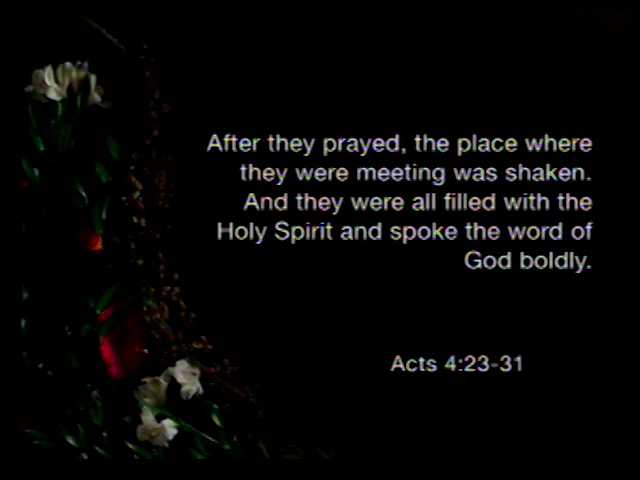 After they prayed, the place where
they were meeting was shaken.
And they were all filled with the
Holy Spirit and spoke the word of
God boldly.
Acts 4:23-31